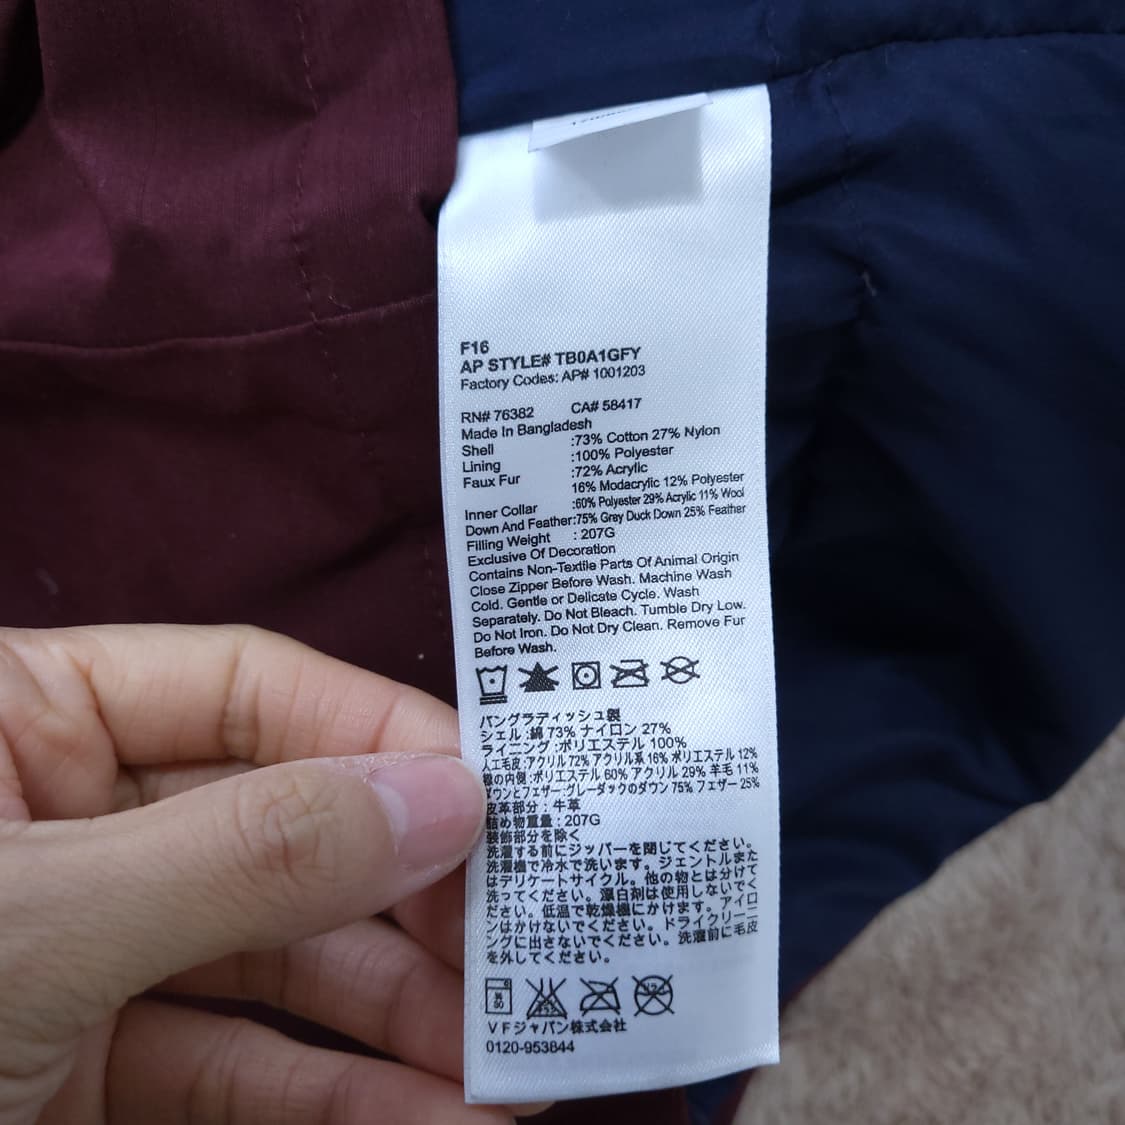 F16
AP STYLE# TB0A1GFY
Factory Codes: AP# 1001203
RN# 76382 CA# 58417
Made In Bangladesh
Shell :73% Cotton 27% Nylon
Lining :100% Polyester
Faux Fur :72% Acrylic
16% Modacrylic 12% Polyester
Inner Collar :60% Polyester 29% Acrylic 11% Wool
Down And Feather:75% Grey Duck Down 25% Feather
Filling Weight : 207G
Exclusive Of Decoration
Contains Non-Textile Parts Of Animal Origin
Close Zipper Before Wash. Machine Wash
Cold. Gentle or Delicate Cycle. Wash
Separately. Do Not Bleach. Tumble Dry Low.
Do Not Iron. Do Not Dry Clean. Remove Fur
Before Wash.
バングラディッシュ製
シェル :綿 73% ナイロン 27%
ライニング :ポリエステル 100%
人工毛皮:アクリル 72% アクリル系 16% ポリエステル 12%
の内側:ポリエステル 60% アクリル 29% 羊毛 11%
ダウンとフェザー:グレーダックのダウン 75% フェザー 25%
皮革部分 : 牛革
詰め物重量 : 207G
装飾部分を除く
洗濯する前にジッパーを閉じてください。
洗濯機で冷水で洗います。ジェントルまた
はデリケートサイクル。他の物とは分けて
洗ってください。漂白剤は使用しないでく
ださい。低温で乾燥機にかけます。アイロ
ンはかけないでください。ドライクリーニ
ングに出さないでください。洗濯前に毛皮
を外してください。
VFジャパン株式会社
0120-953844